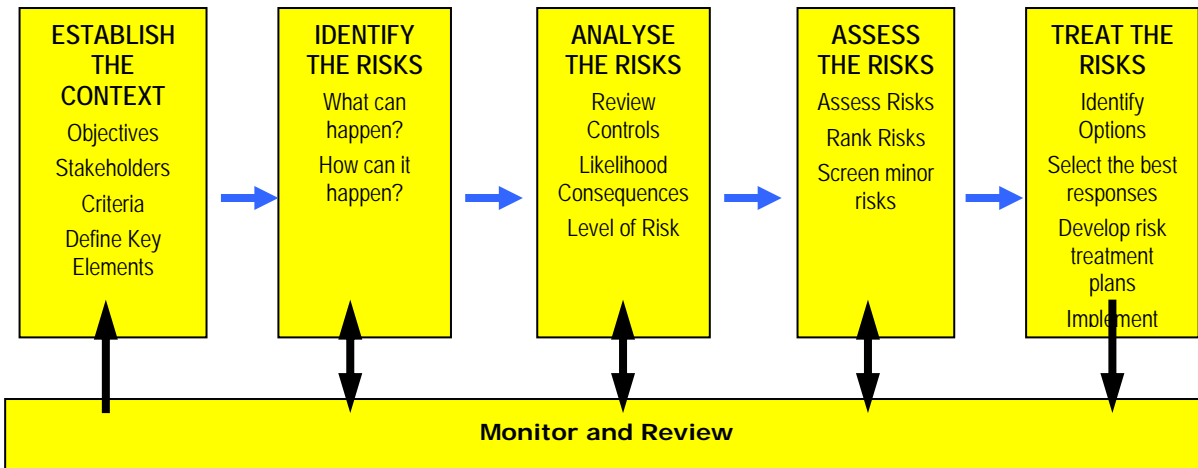 ESTABLISH
THE
CONTEXT
Objectives
Stakeholders
Criteria
Define Key
Elements
IDENTIFY
THE RISKS
What can
happen?
How can it
happen?
ANALYSE
THE RISKS
Review
Controls
Likelihood
Consequences
Level of Risk
ASSESS
THE RISKS
Assess Risks
Rank Risks
Screen minor
risks
TREAT THE
RISKS
Identify
Options
Select the best
responses
Develop risk
treatment
plans
Implement
Monitor and Review